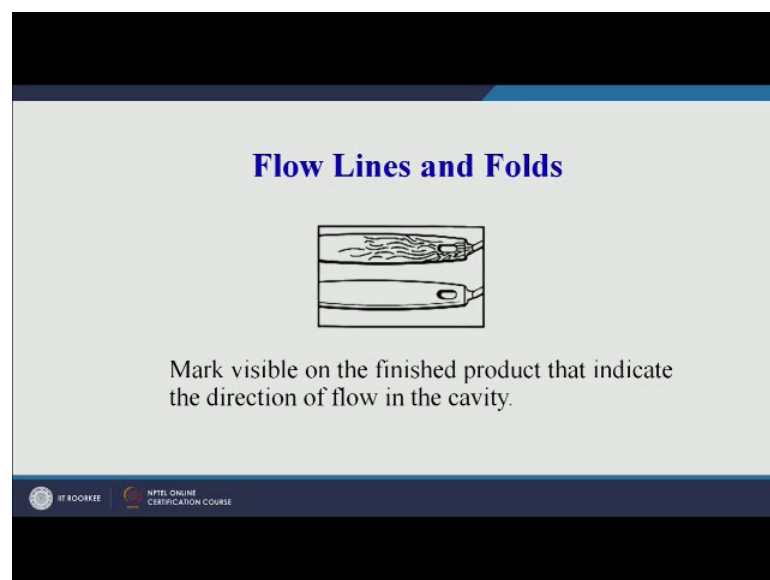 Flow Lines and Folds
Mark visible on the finished product that indicate
the direction of flow in the cavity.
IIT ROORKEE
NPTEL ONLINE
CERTIFICATION COURSE